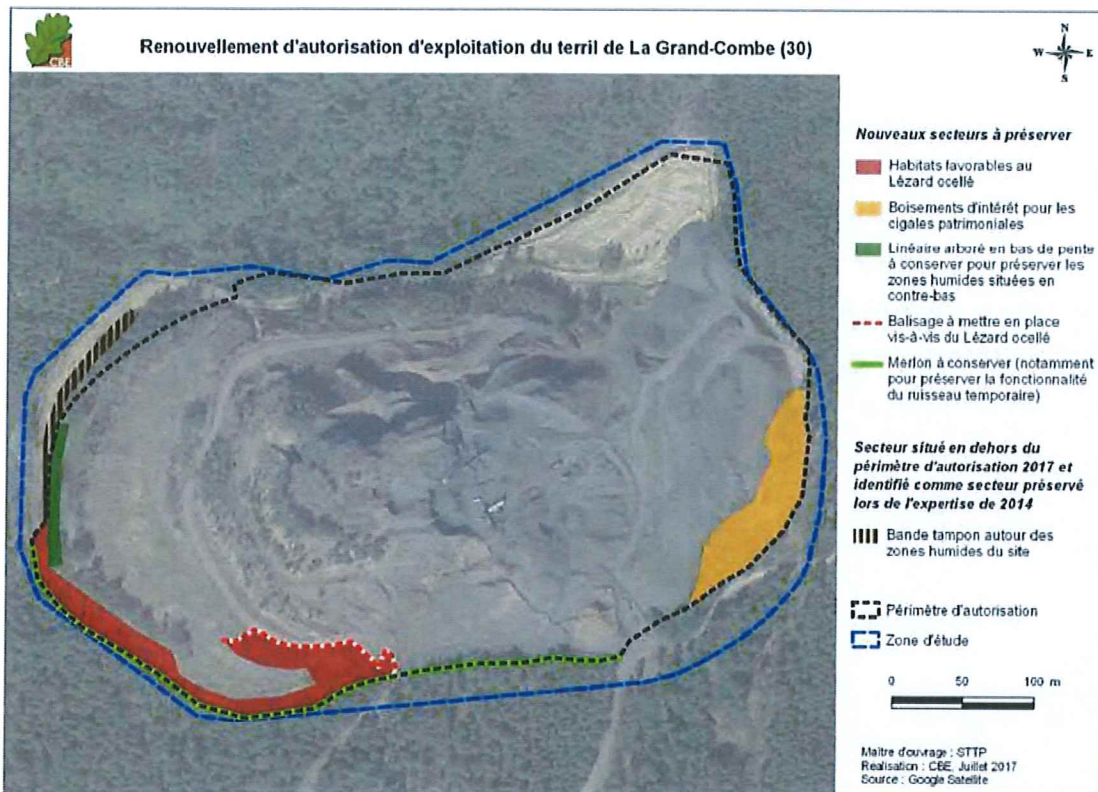 CBE
Renouvellement d'autorisation d'exploitation du terril de La Grand-Combe (30)
N
W E
S
Nouveaux secteurs à préserver
Habitats favorables au
Lézard ocellé
Boisements d'intérêt pour les
cigales patrimoniales
Linéaire arboré en bas de pente
à conserver pour préserver les
zones humides situées en
contre-bas
Balisage à mettre en place
vis-à-vis du Lézard ocellé
Merlon à conserver (notamment
pour préserver la fonctionnalité
du ruisseau temporaire)
Secteur situé en dehors du
périmètre d'autorisation 2017 et
identifié comme secteur préservé
lors de l'expertise de 2014
Bande tampon autour des
zones humides du site
Périmètre d'autorisation
Zone d'étude
0 50 100 m
Maître d'ouvrage : STTP
Réalisation : CBE, Juillet 2017
Source : Google Satellite